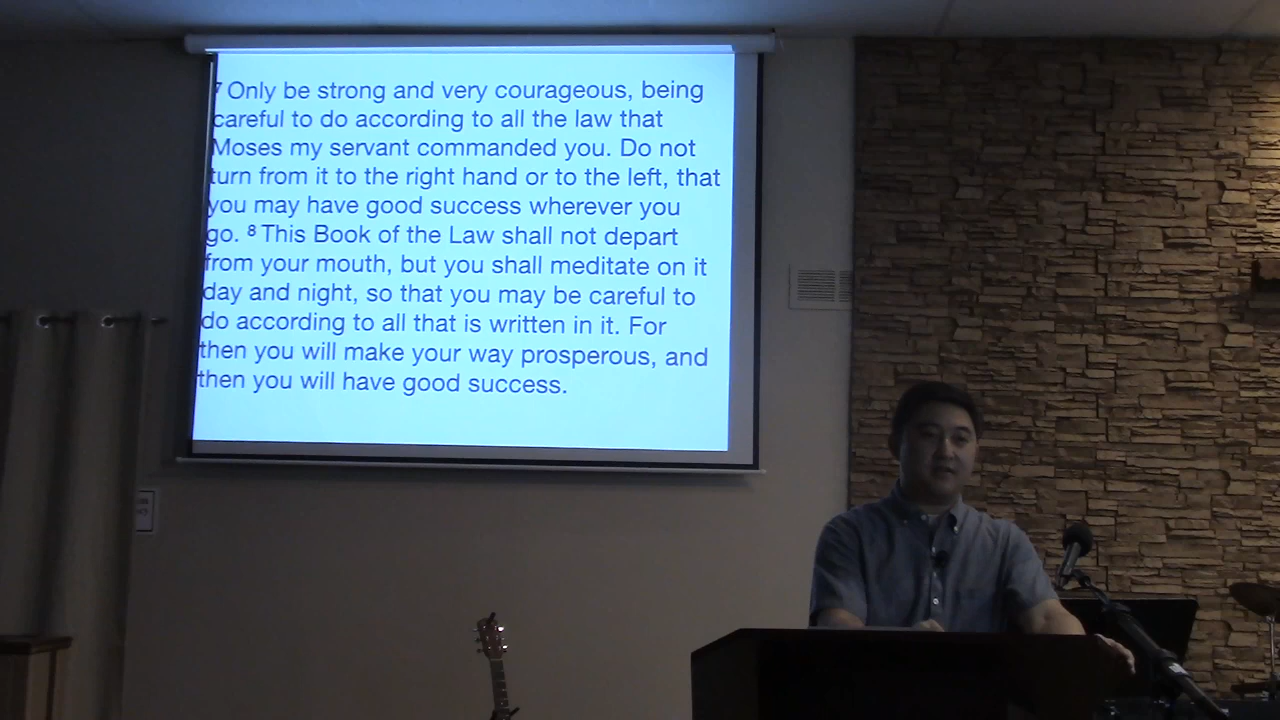 7 Only be strong and very courageous, being
careful to do according to all the law that
Moses my servant commanded you. Do not
turn from it to the right hand or to the left, that
you may have good success wherever you
go. 8 This Book of the Law shall not depart
from your mouth, but you shall meditate on it
day and night, so that you may be careful to
do according to all that is written in it. For
then you will make your way prosperous, and
then you will have good success.